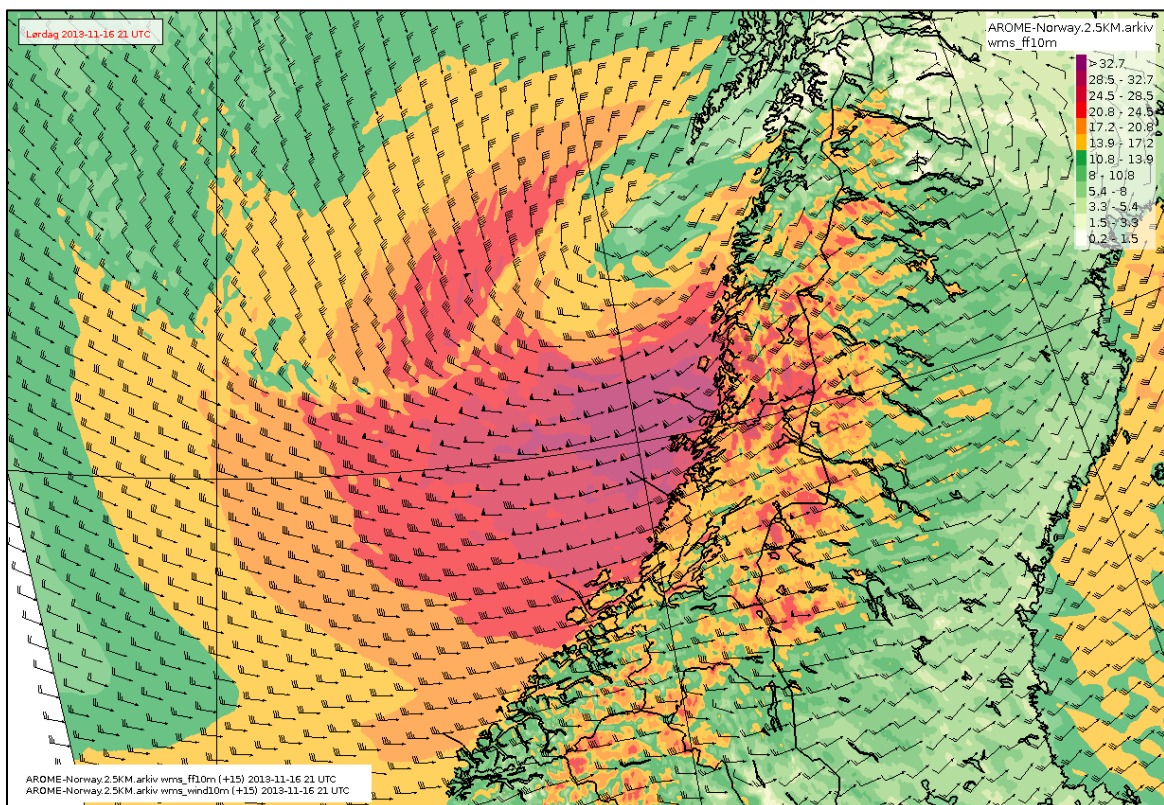 Lørdag 2013-11-16 21 UTC
AROME-Norway.2.5KM.arkiv
wms_ff10m
> 32.7
28.5 - 32.7
24.5 - 28.5
20.8 - 24.5
17.2 - 20.8
13.9 - 17.2
10.8 - 13.9
8 - 10.8
5.4 - 8
3.3 - 5.4
1.5 - 3.3
0.2 - 1.5
AROME-Norway.2.5KM.arkiv wms_ff10m (+15) 2013-11-16 21 UTC
AROME-Norway.2.5KM.arkiv wms_wind10m (+15) 2013-11-16 21 UTC